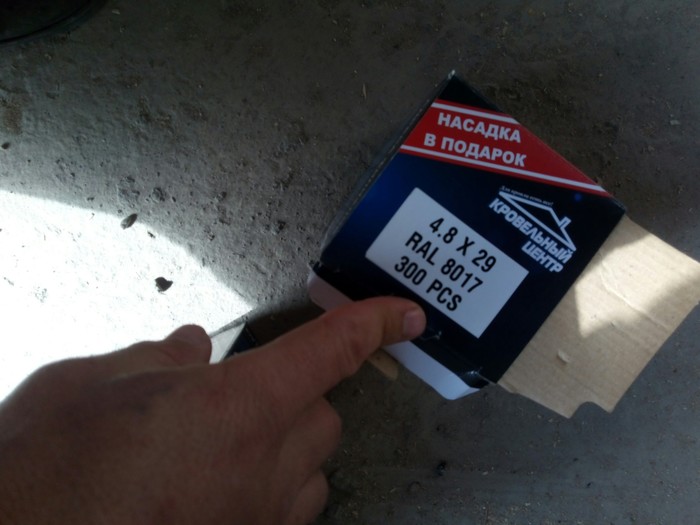 НАСАДКА
В ПОДАРОК
КРОВЕЛЬНЫЙ
ЦЕНТР
4.8 X 29
RAL 8017
300 PCS